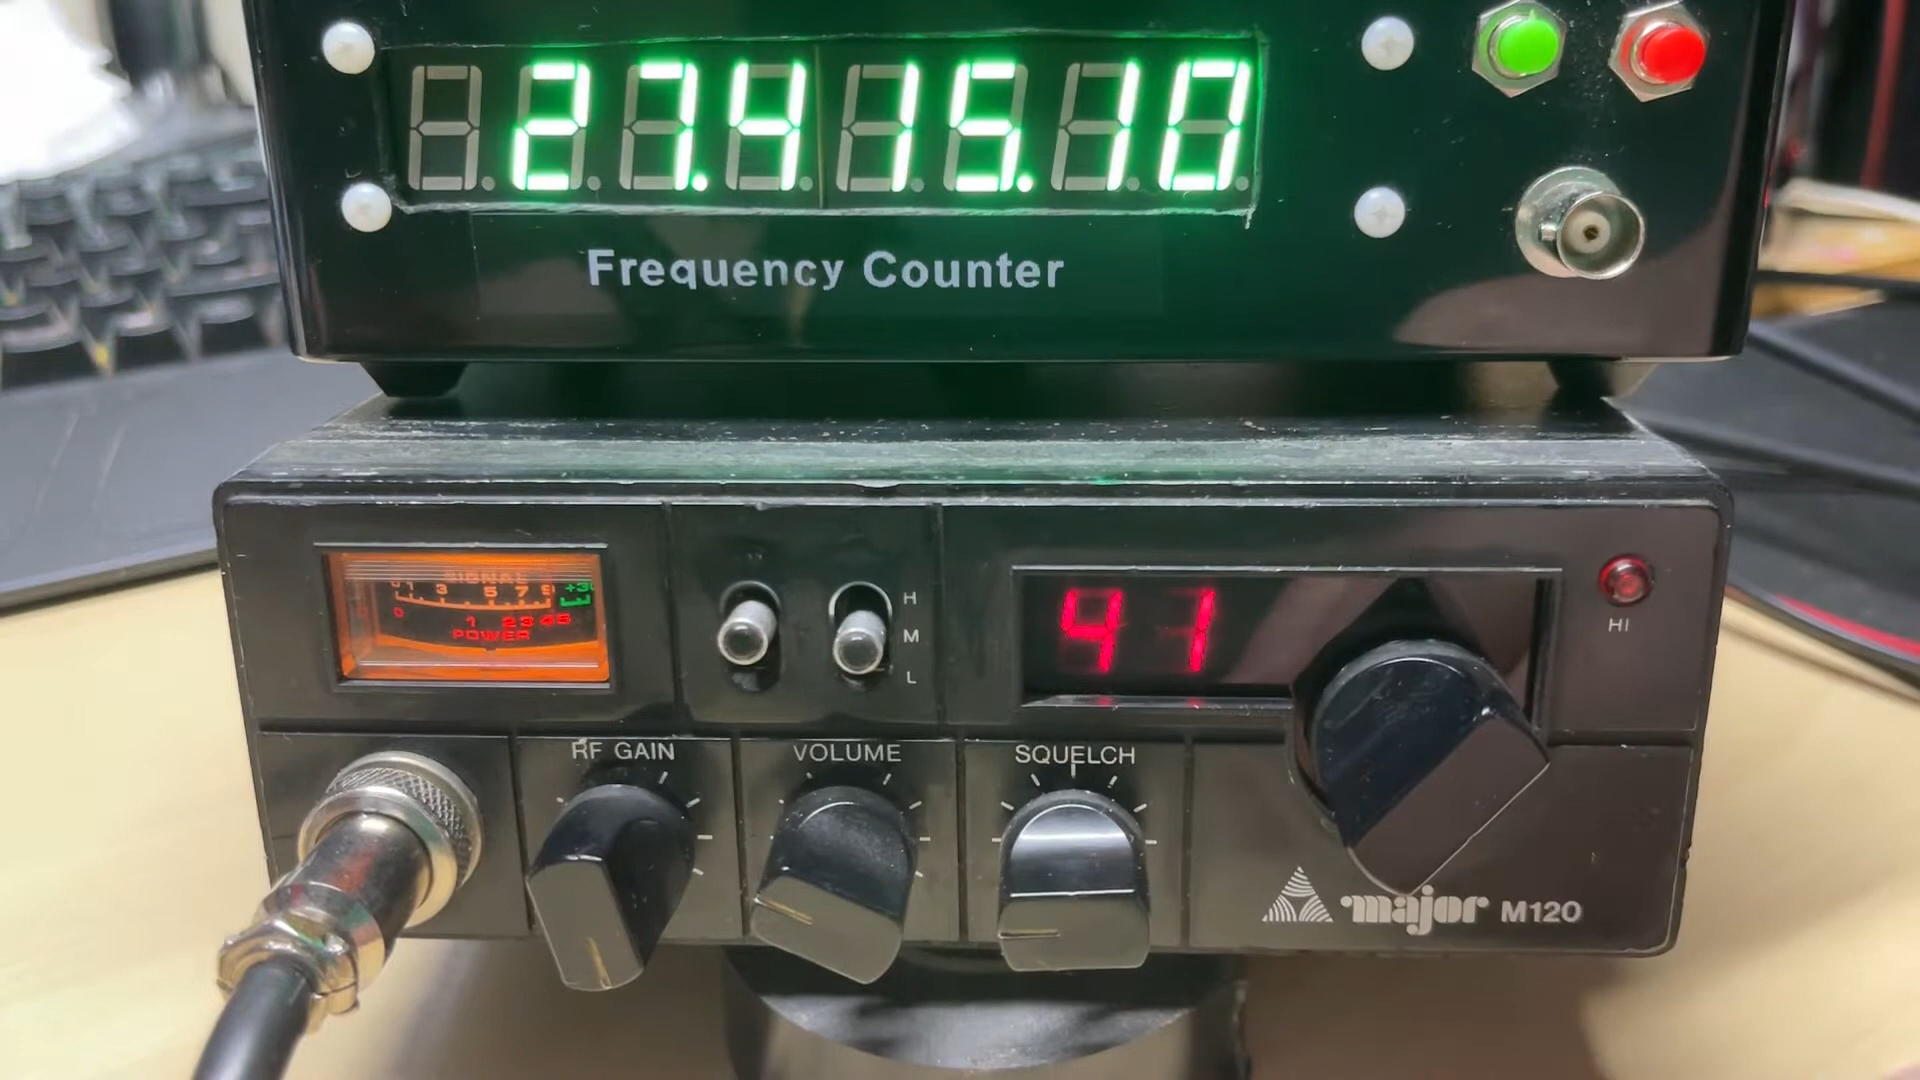 27.415.10
Frequency Counter
SIGNAL
1 3 5 7 9 +30
0 1 2 3 4 5
POWER
H
M
L
41
HI
RF GAIN
VOLUME
SQUELCH
major M120